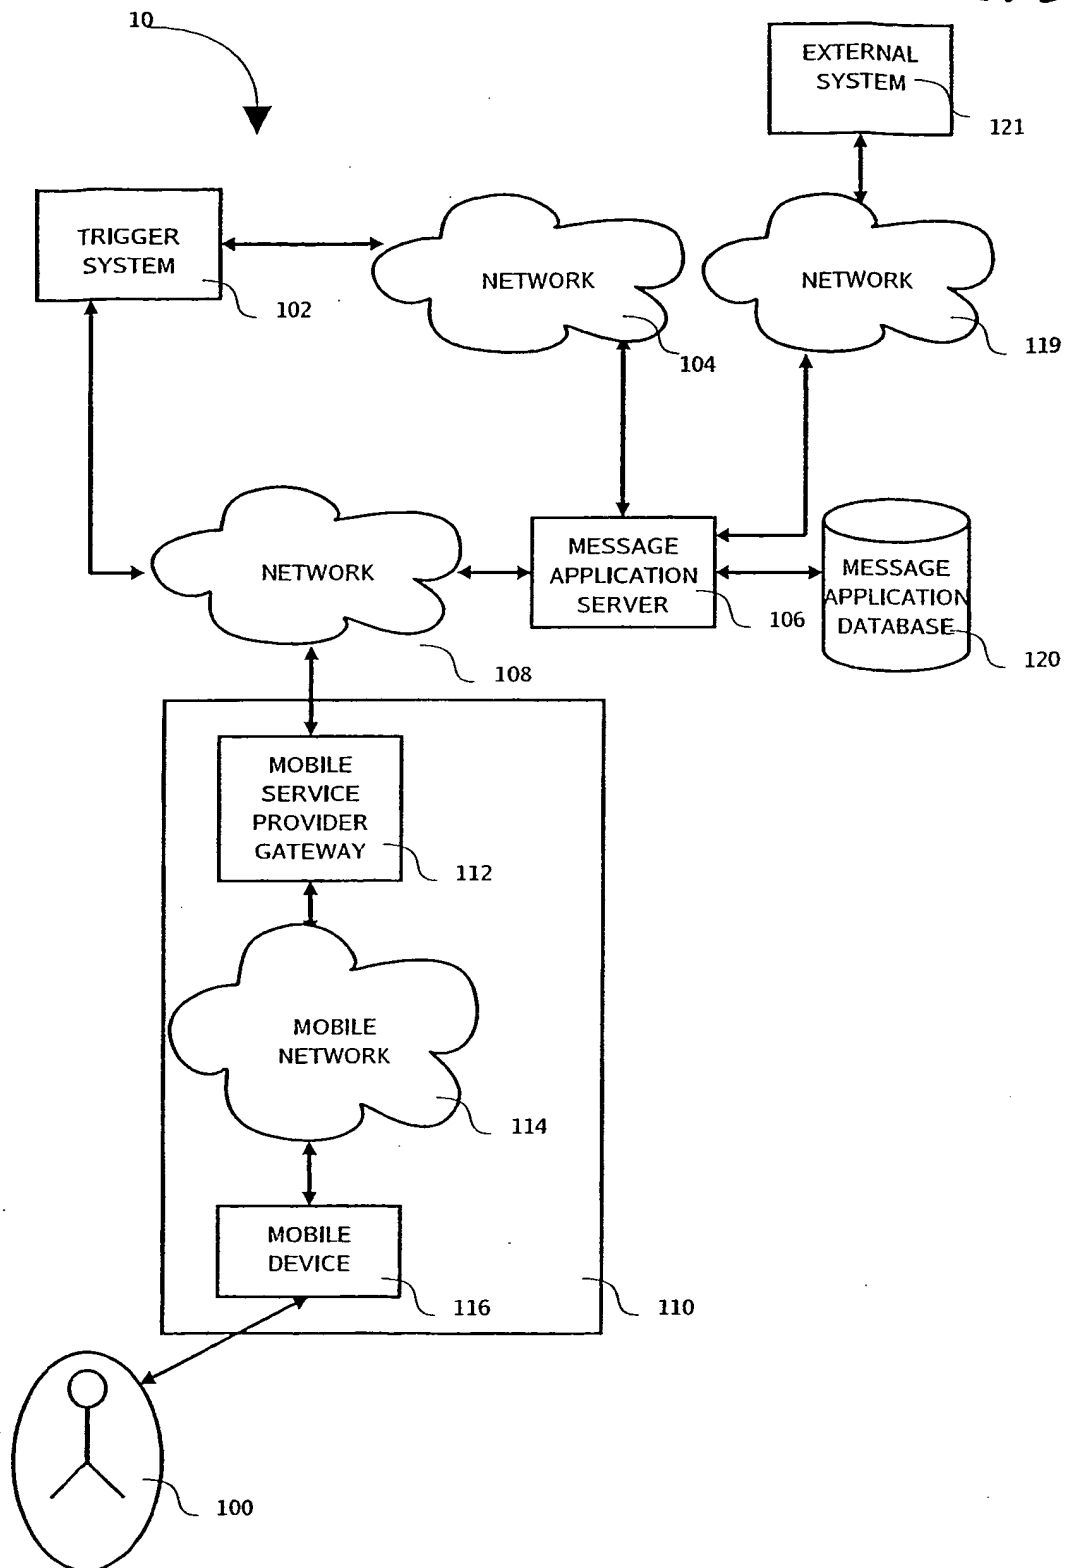 10
EXTERNAL
SYSTEM
121
TRIGGER
SYSTEM
102
NETWORK
104
NETWORK
119
NETWORK
108
MESSAGE
APPLICATION
SERVER
106
MESSAGE
APPLICATION
DATABASE
120
MOBILE
SERVICE
PROVIDER
GATEWAY
112
MOBILE
NETWORK
114
MOBILE
DEVICE
116
110
100